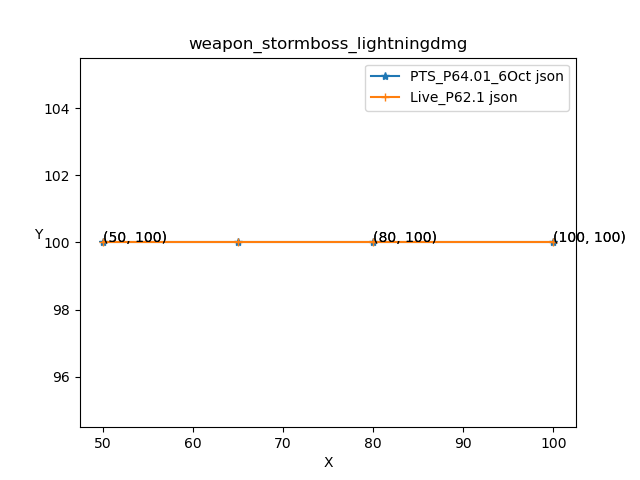 weapon_stormboss_lightningdmg
PTS_P64.01_6Oct json
Live_P62.1 json
104
102
Y
100
98
96
(50, 100)
(80, 100)
(100, 100)
50
60
70
80
90
100
X